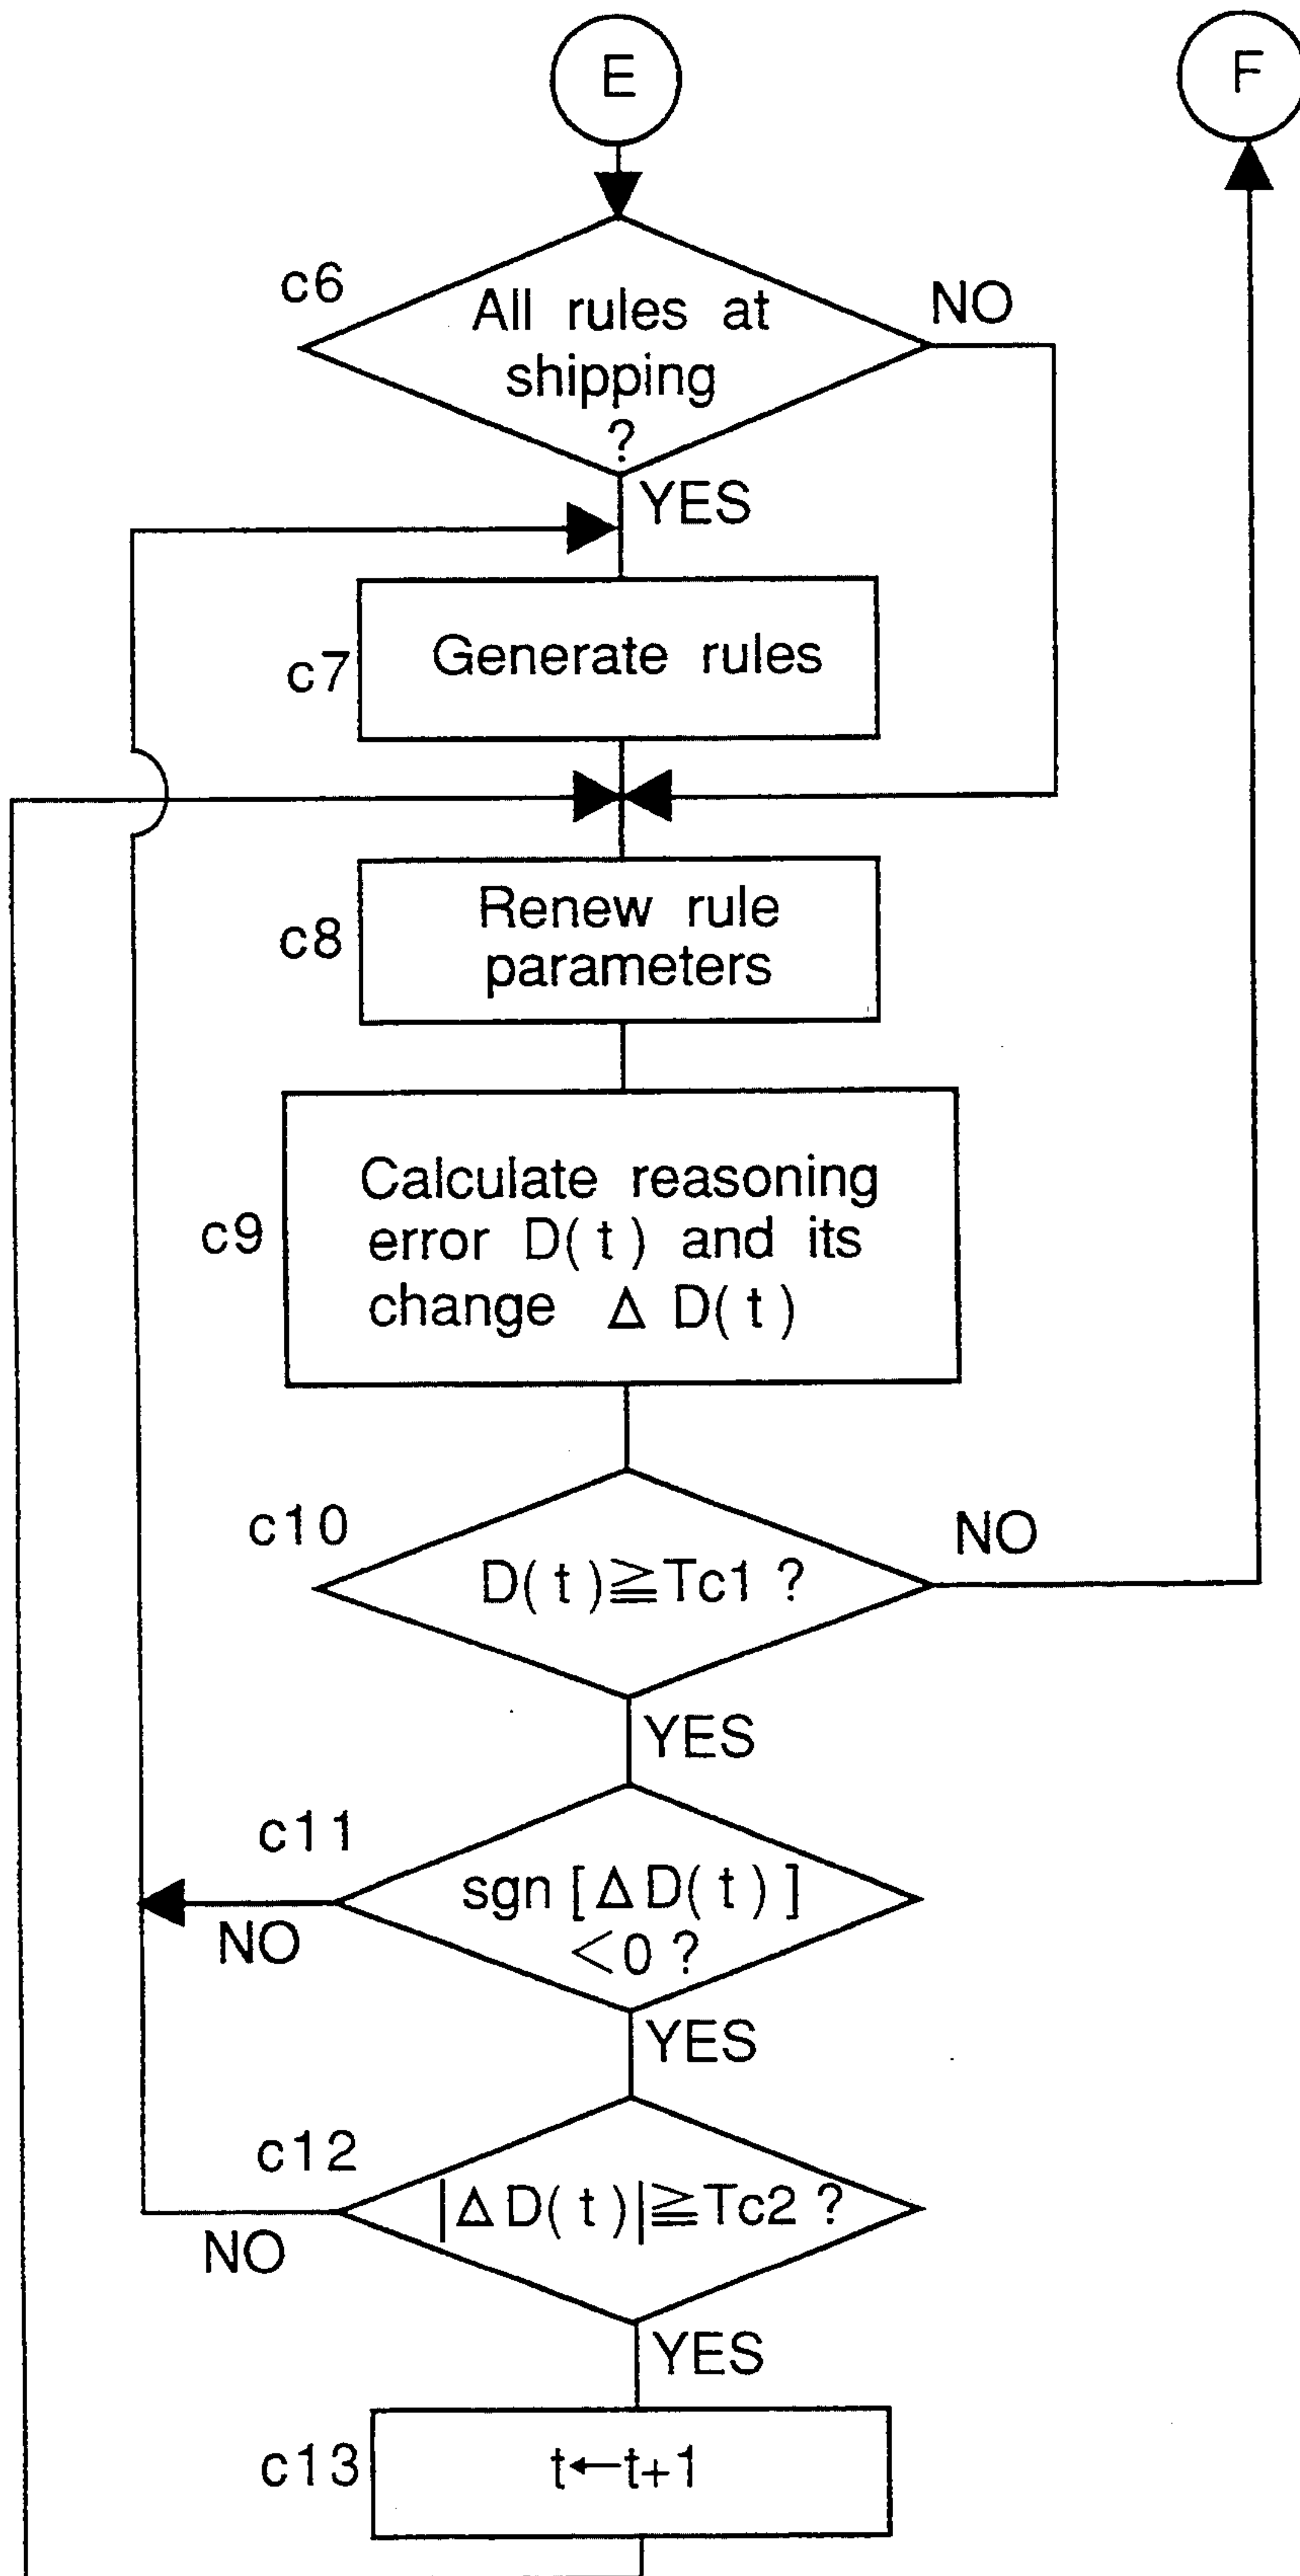 E
F
c6
All rules at
shipping
?
NO
YES
c7
Generate rules
c8
Renew rule
parameters
c9
Calculate reasoning
error D(t) and its
change Δ D(t)
c10
D(t)≧Tc1 ?
NO
YES
c11
sgn [Δ D(t)]
<0 ?
NO
YES
c12
|Δ D(t)|≧Tc2 ?
NO
YES
c13
t←t+1